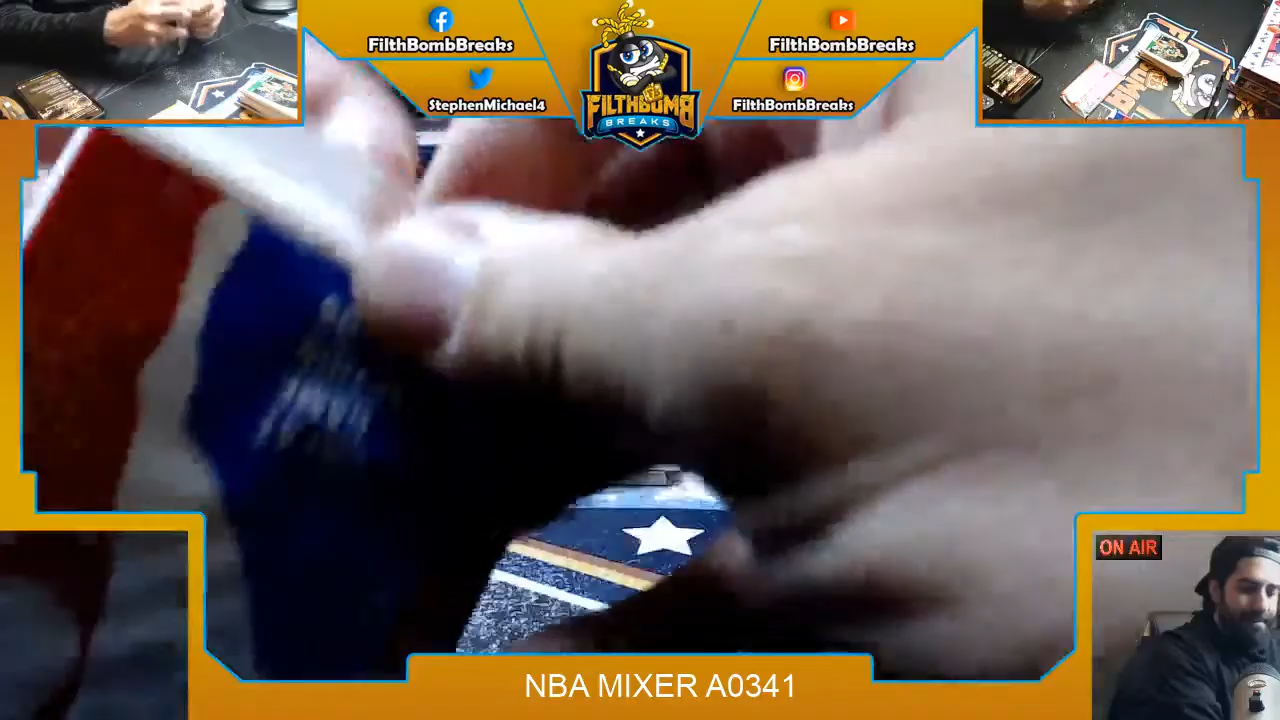 FilthBombBreaks
FilthBombBreaks
StephenMichael4
FilthBombBreaks
FILTHBOMB
BREAKS
ON AIR
NBA MIXER A0341